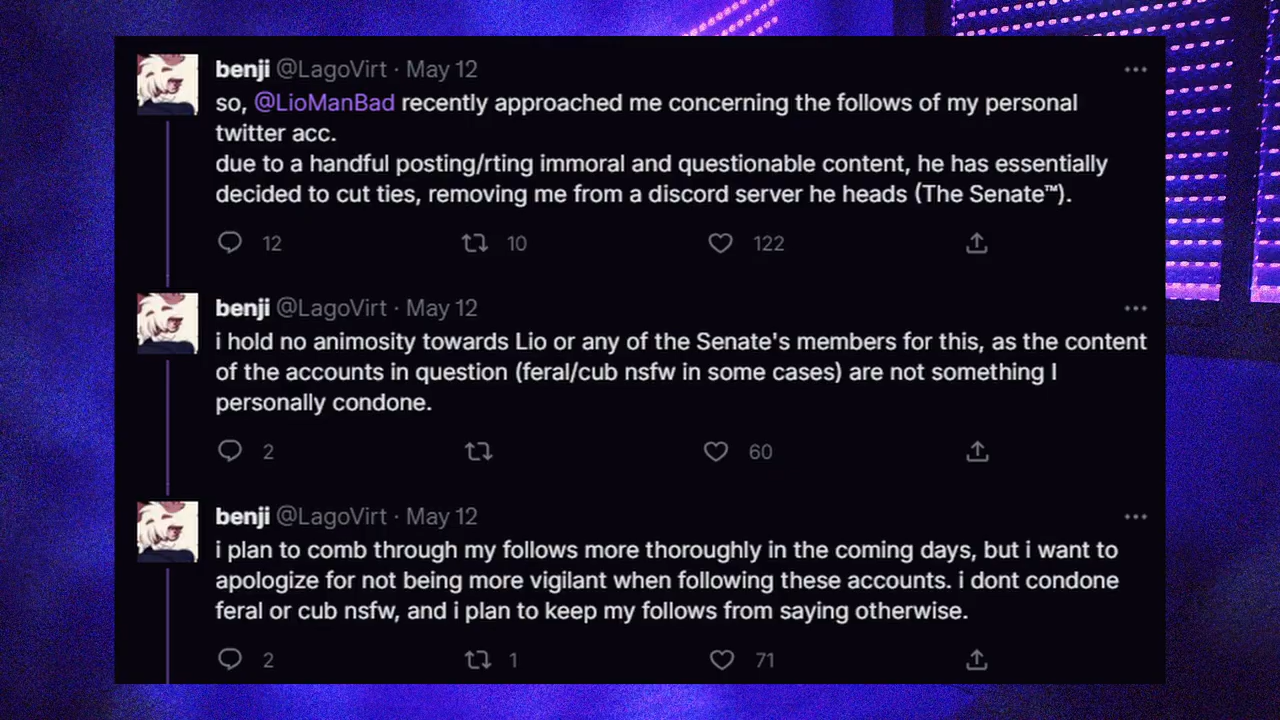 benji @LagoVirt · May 12
so, @LioManBad recently approached me concerning the follows of my personal
twitter acc.
due to a handful posting/rting immoral and questionable content, he has essentially
decided to cut ties, removing me from a discord server he heads (The Senate™).
12 10 122
benji @LagoVirt · May 12
i hold no animosity towards Lio or any of the Senate's members for this, as the content
of the accounts in question (feral/cub nsfw in some cases) are not something I
personally condone.
2 60
benji @LagoVirt · May 12
i plan to comb through my follows more thoroughly in the coming days, but i want to
apologize for not being more vigilant when following these accounts. i dont condone
feral or cub nsfw, and i plan to keep my follows from saying otherwise.
2 1 71